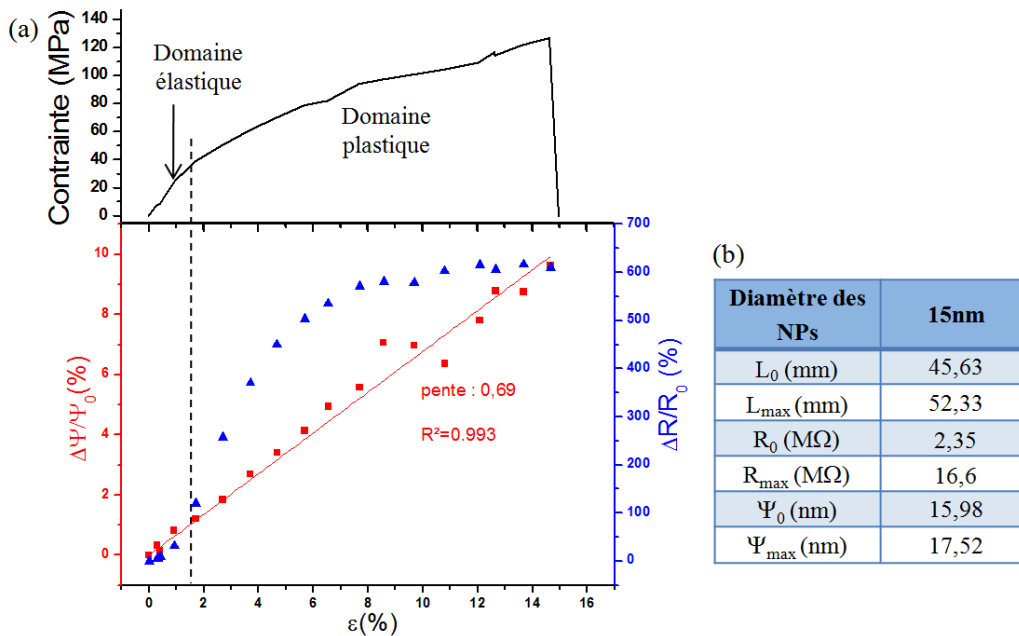 (a)
140
120
100
80
60
40
20
0
Contrainte (MPa)
Domaine
élastique
Domaine
plastique
10
8
6
4
2
0
ΔΨ/Ψ₀(%)
700
600
500
400
300
200
100
0
ΔR/R₀ (%)
pente : 0,69
R²=0.993
0 2 4 6 8 10 12 14 16
ε(%)
(b)
Diamètre des
NPs
15nm
L₀ (mm) 45,63
Lmax (mm) 52,33
R₀ (MΩ) 2,35
Rmax (MΩ) 16,6
Ψ₀ (nm) 15,98
Ψmax (nm) 17,52